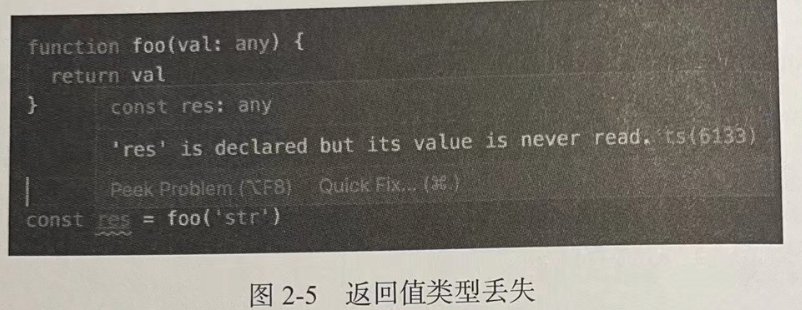 function foo(val: any) {
return val
}
const res: any
'res' is declared but its value is never read. ts(6133)
Peek Problem (⌥F8) Quick Fix... (⌘.)
const res = foo('str')
图 2-5 返回值类型丢失